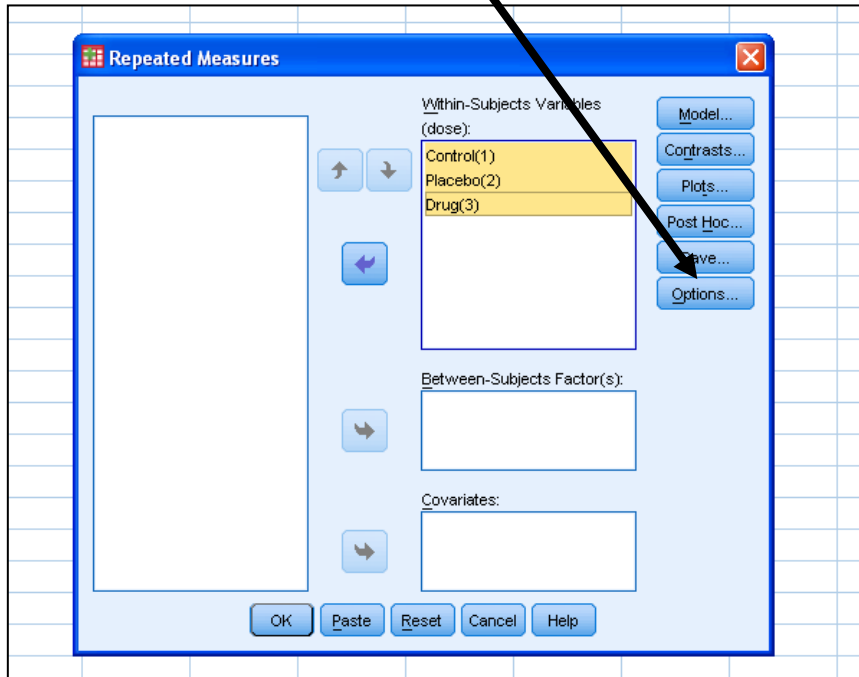 Repeated Measures
Within-Subjects Variables
(dose):
Control(1)
Placebo(2)
Drug(3)
Model...
Contrasts...
Plots...
Post Hoc...
Save...
Options...
Between-Subjects Factor(s):
Covariates:
OK
Paste
Reset
Cancel
Help